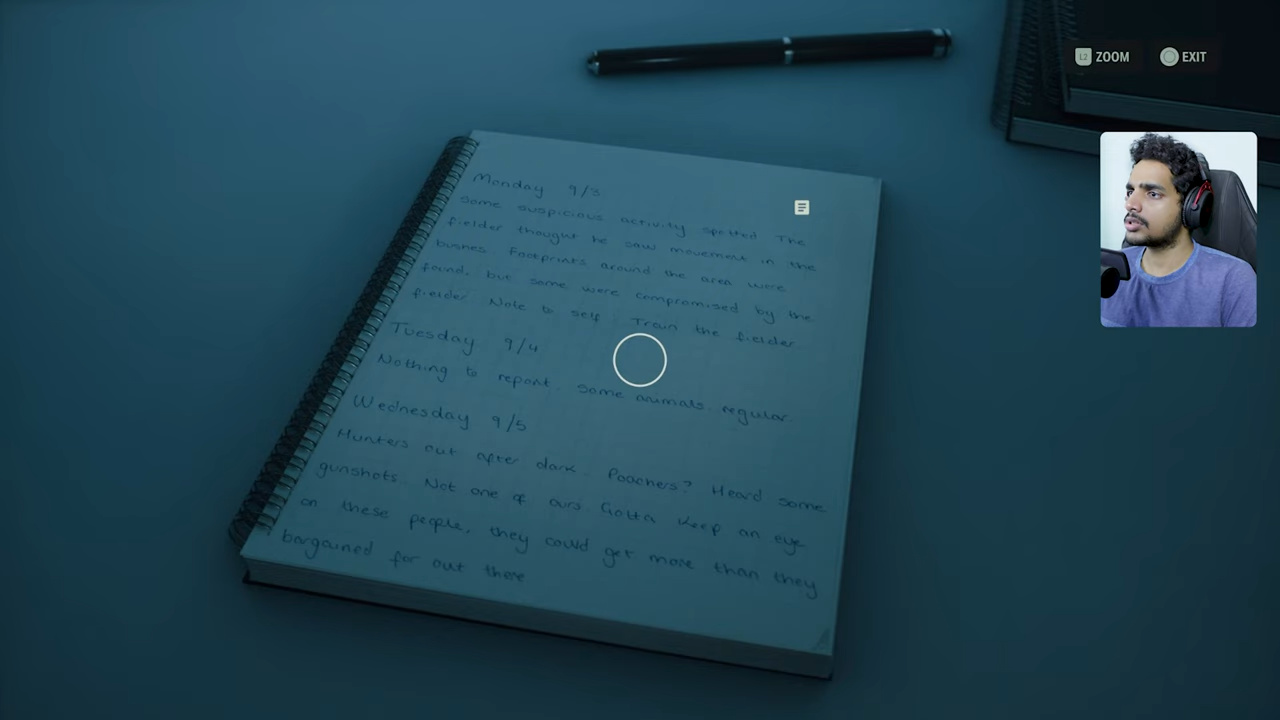 L2 ZOOM EXIT
Monday 9/3
Some suspicious activity spotted The
fielder thought he saw movement in the
bushes Footprints around the area were
found, but some were compromised by the
fielder. Note to self. Train the fielder
Tuesday 9/4
Nothing to report. Some animals. regular.
Wednesday 9/5
Hunters out after dark. Poachers? Heard some
gunshots. Not one of ours Gotta keep an eye
on these people, they could get more than they
bargained for out there